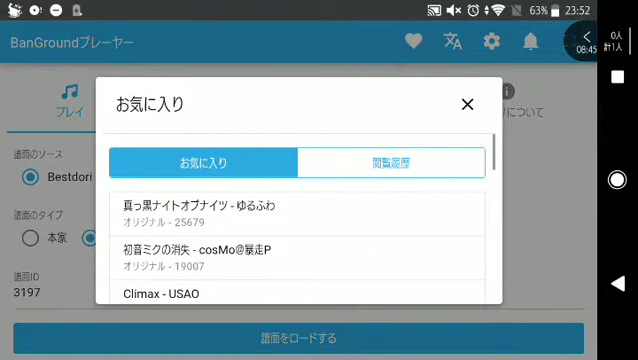 63% 23:52
BanGroundプレーヤー
0人
計1人
08:45
お気に入り
プレイ
について
お気に入り 閲覧履歴
譜面のソース
Bestdori
真っ黒ナイトオブナイツ - ゆるふわ
オリジナル - 25679
譜面のタイプ
本家
初音ミクの消失 - cosMo@暴走P
オリジナル - 19007
譜面ID
3197
Climax - USAO
譜面をロードする